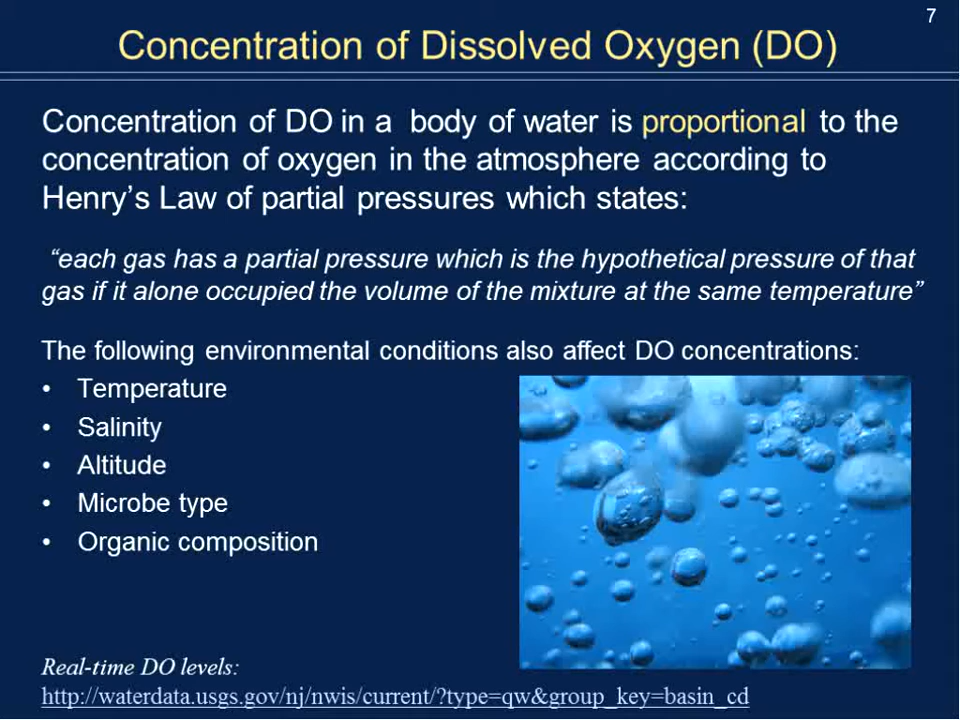 7
Concentration of Dissolved Oxygen (DO)
Concentration of DO in a body of water is proportional to the
concentration of oxygen in the atmosphere according to
Henry’s Law of partial pressures which states:
“each gas has a partial pressure which is the hypothetical pressure of that
gas if it alone occupied the volume of the mixture at the same temperature”
The following environmental conditions also affect DO concentrations:
• Temperature
• Salinity
• Altitude
• Microbe type
• Organic composition
Real-time DO levels:
http://waterdata.usgs.gov/nj/nwis/current/?type=qw&group_key=basin_cd